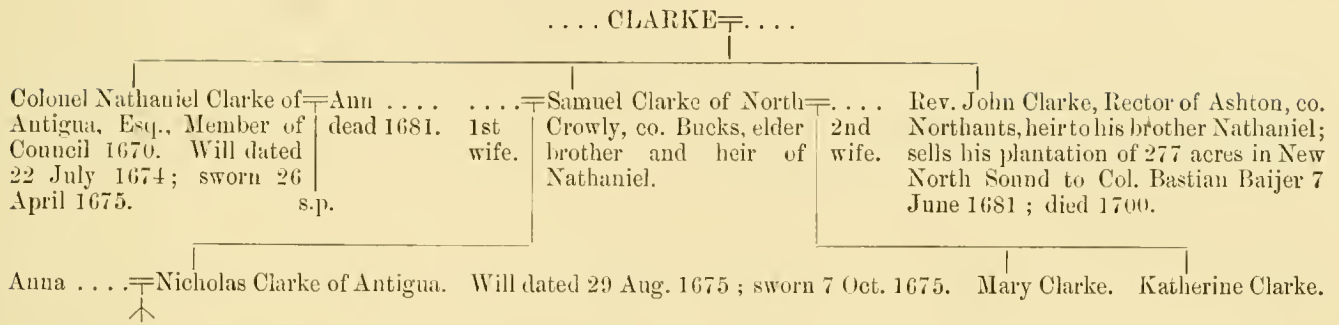 .... CLARKE=....
Colonel Nathaniel Clarke of=Ann ....
Antigua, Esq., Member of dead 1681.
Council 1670. Will dated
22 July 1674; sworn 26
April 1675. s.p.
....=Samuel Clarke of North=....
1st Crowly, co. Bucks, elder 2nd
wife. brother and heir of wife.
Nathaniel.
Rev. John Clarke, Rector of Ashton, co.
Northants, heir to his brother Nathaniel;
sells his plantation of 277 acres in New
North Sound to Col. Bastian Baijer 7
June 1681; died 1700.
Anna ....=Nicholas Clarke of Antigua. Will dated 29 Aug. 1675; sworn 7 Oct. 1675. Mary Clarke. Katherine Clarke.